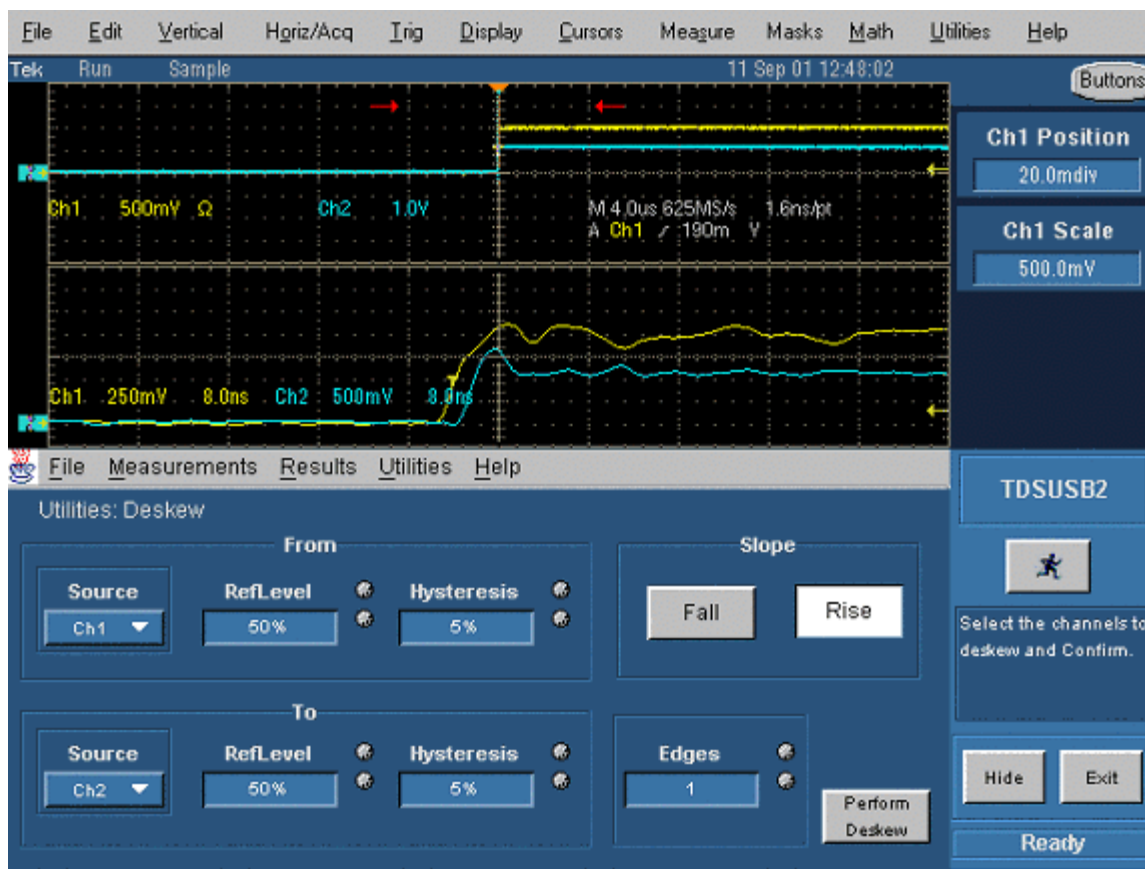 File Edit Vertical Horiz/Acq Trig Display Cursors Measure Masks Math Utilities Help
Tek Run Sample 11 Sep 01 12:48:02
Buttons
Ch1 Position
20.0mdiv
Ch1 500mV Ω Ch2 1.0V M 4.0us 625MS/s 1.6ns/pt
A Ch1 190m V
Ch1 Scale
500.0mV
Ch1 250mV 8.0ns Ch2 500mV 8.0ns
File Measurements Results Utilities Help
TDSUSB2
Utilities: Deskew
From
Source RefLevel Hysteresis
Ch1 50% 5%
Slope
Fall Rise
Select the channels to
deskew and Confirm.
To
Source RefLevel Hysteresis
Ch2 50% 5%
Edges
1
Perform
Deskew
Hide Exit
Ready